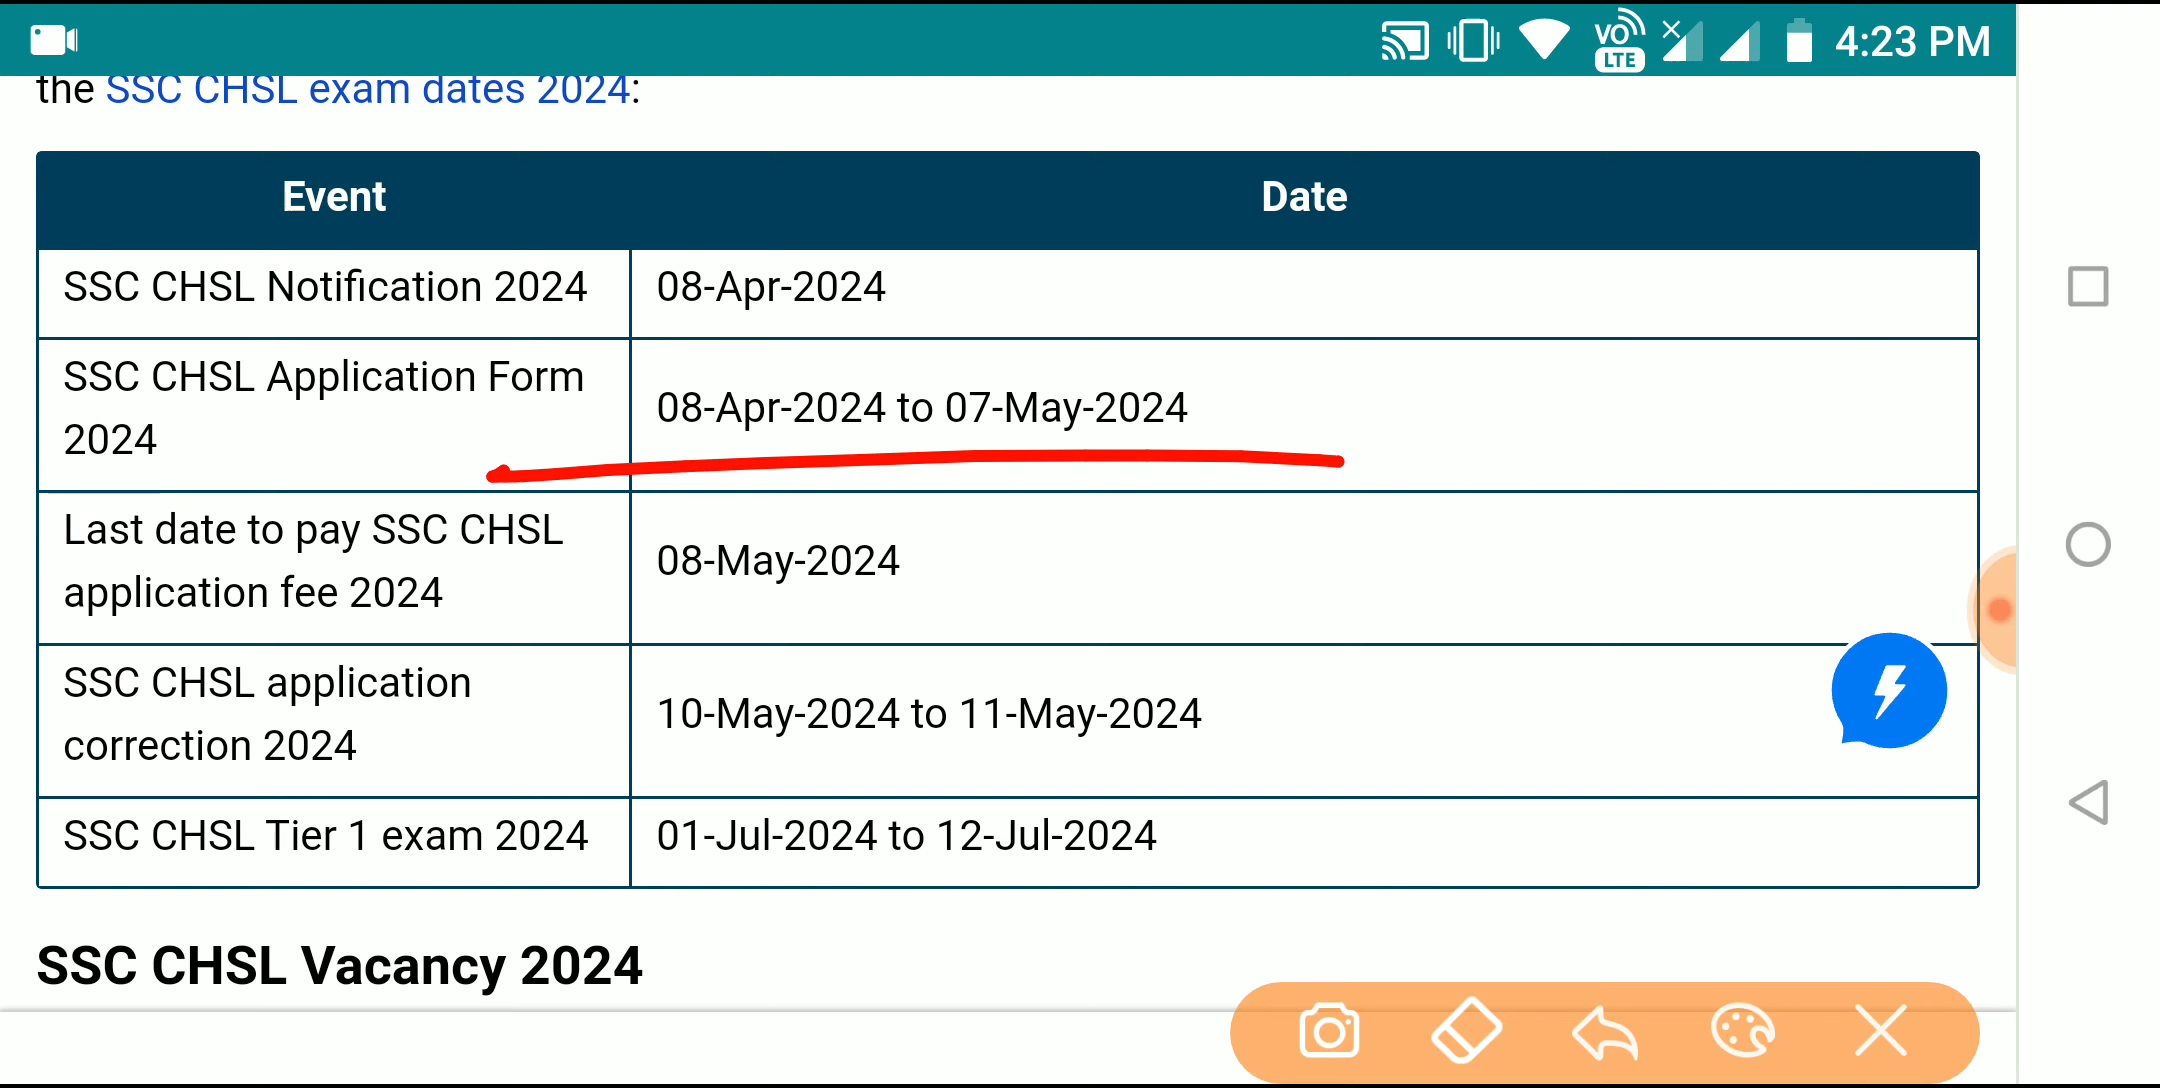 VO LTE 4:23 PM
the SSC CHSL exam dates 2024:
Event Date
SSC CHSL Notification 2024 08-Apr-2024
SSC CHSL Application Form
2024
08-Apr-2024 to 07-May-2024
Last date to pay SSC CHSL
application fee 2024
08-May-2024
SSC CHSL application
correction 2024
10-May-2024 to 11-May-2024
SSC CHSL Tier 1 exam 2024 01-Jul-2024 to 12-Jul-2024
SSC CHSL Vacancy 2024